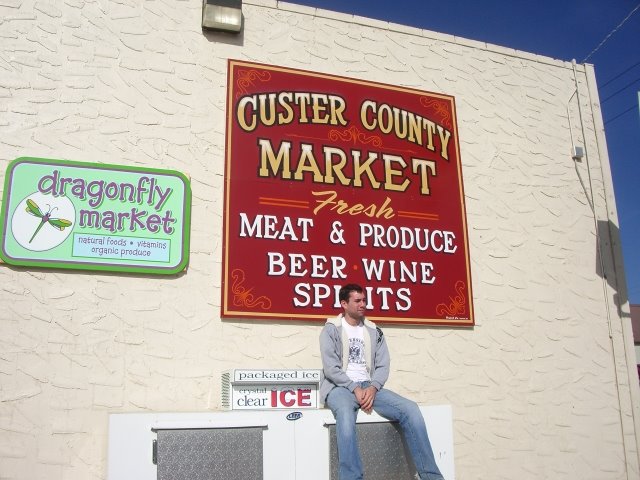 CUSTER COUNTY
MARKET
Fresh
MEAT & PRODUCE
BEER · WINE
SPIRITS
dragonfly
market
natural foods • vitamins
organic produce
packaged ice
crystal
clear ICE